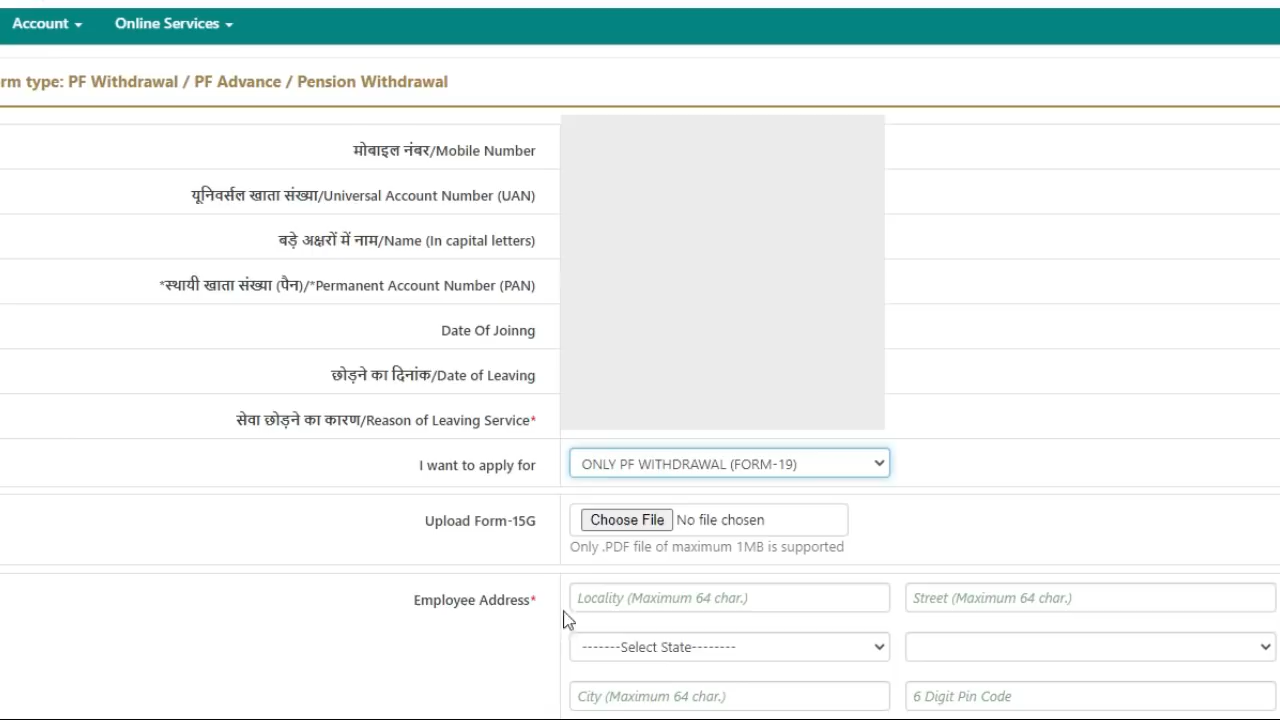 Account Online Services
rm type: PF Withdrawal / PF Advance / Pension Withdrawal
मोबाइल नंबर/Mobile Number
यूनिवर्सल खाता संख्या/Universal Account Number (UAN)
बड़े अक्षरों में नाम/Name (In capital letters)
*स्थायी खाता संख्या (पैन)/*Permanent Account Number (PAN)
Date Of Joinng
छोड़ने का दिनांक/Date of Leaving
सेवा छोड़ने का कारण/Reason of Leaving Service*
I want to apply for ONLY PF WITHDRAWAL (FORM-19)
Upload Form-15G Choose File No file chosen
Only .PDF file of maximum 1MB is supported
Employee Address* Locality (Maximum 64 char.) Street (Maximum 64 char.)
-------Select State--------
City (Maximum 64 char.) 6 Digit Pin Code